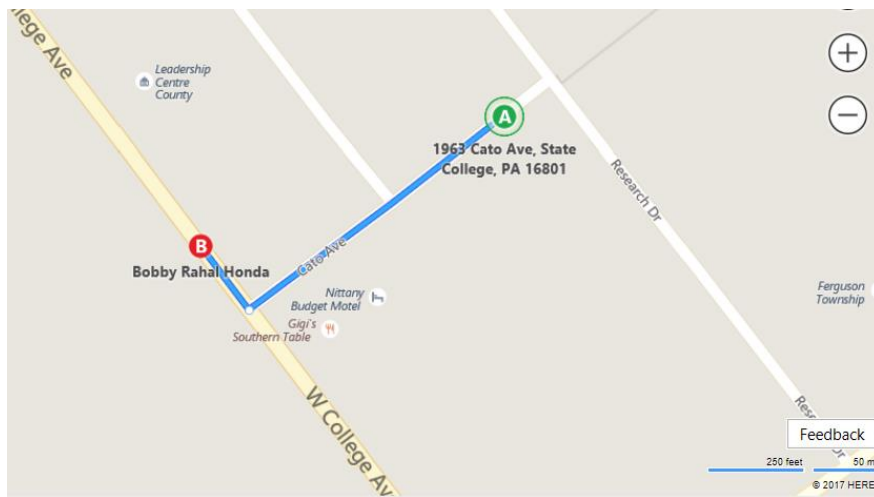 College Ave
Leadership
Centre
County
A
1963 Cato Ave, State
College, PA 16801
Research Dr
B
Bobby Rahal Honda
Cato Ave
Nittany
Budget Motel
Gigi's
Southern Table
Ferguson
Township
W College Av
Feedback
250 feet
50 m
© 2017 HERE